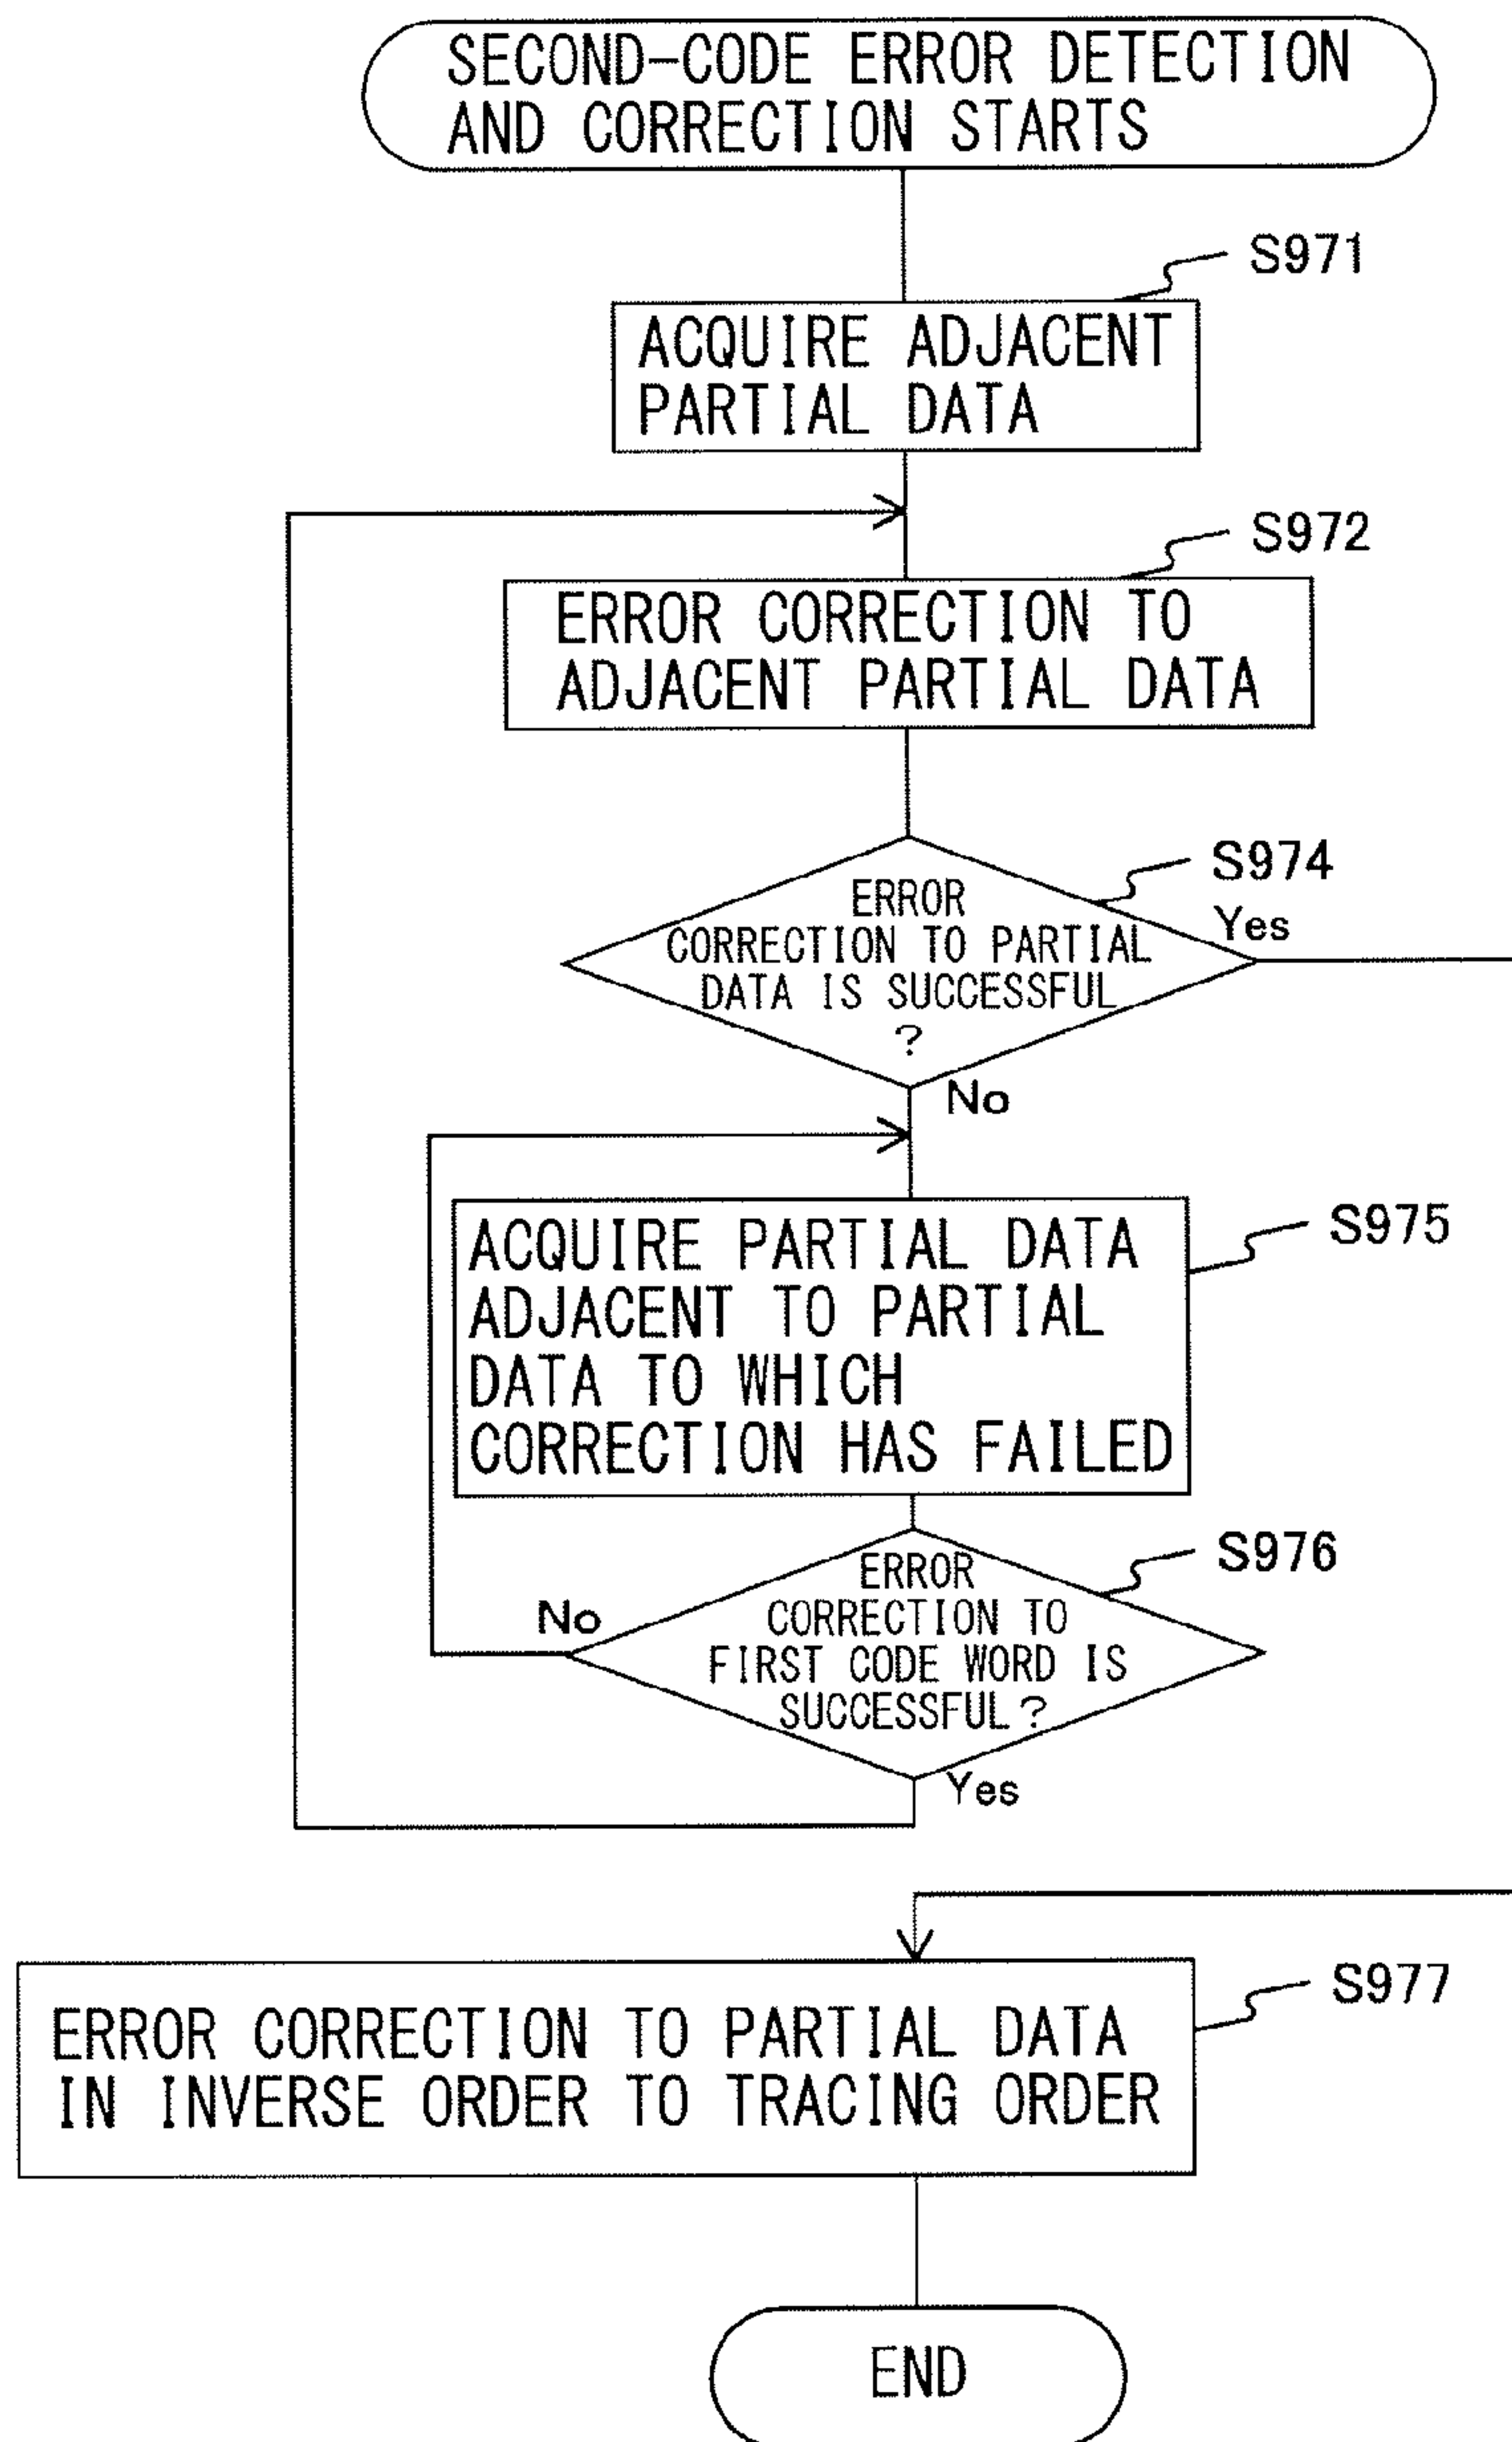 SECOND-CODE ERROR DETECTION
AND CORRECTION STARTS
S971
ACQUIRE ADJACENT
PARTIAL DATA
S972
ERROR CORRECTION TO
ADJACENT PARTIAL DATA
S974
Yes
ERROR
CORRECTION TO PARTIAL
DATA IS SUCCESSFUL
?
No
S975
ACQUIRE PARTIAL DATA
ADJACENT TO PARTIAL
DATA TO WHICH
CORRECTION HAS FAILED
S976
No
ERROR
CORRECTION TO
FIRST CODE WORD IS
SUCCESSFUL?
Yes
S977
ERROR CORRECTION TO PARTIAL DATA
IN INVERSE ORDER TO TRACING ORDER
END